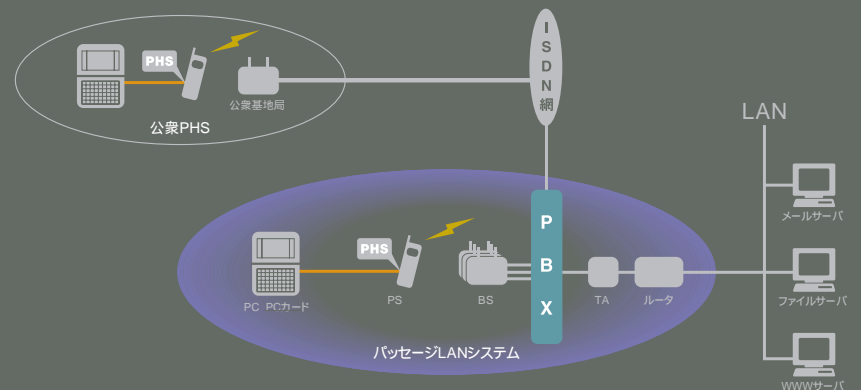 ISDN網
PHS
公衆基地局
公衆PHS
LAN
メールサーバ
PBX
PHS
PC PCカード
PS
BS
TA
ルータ
ファイルサーバ
パッセージLANシステム
WWWサーバ